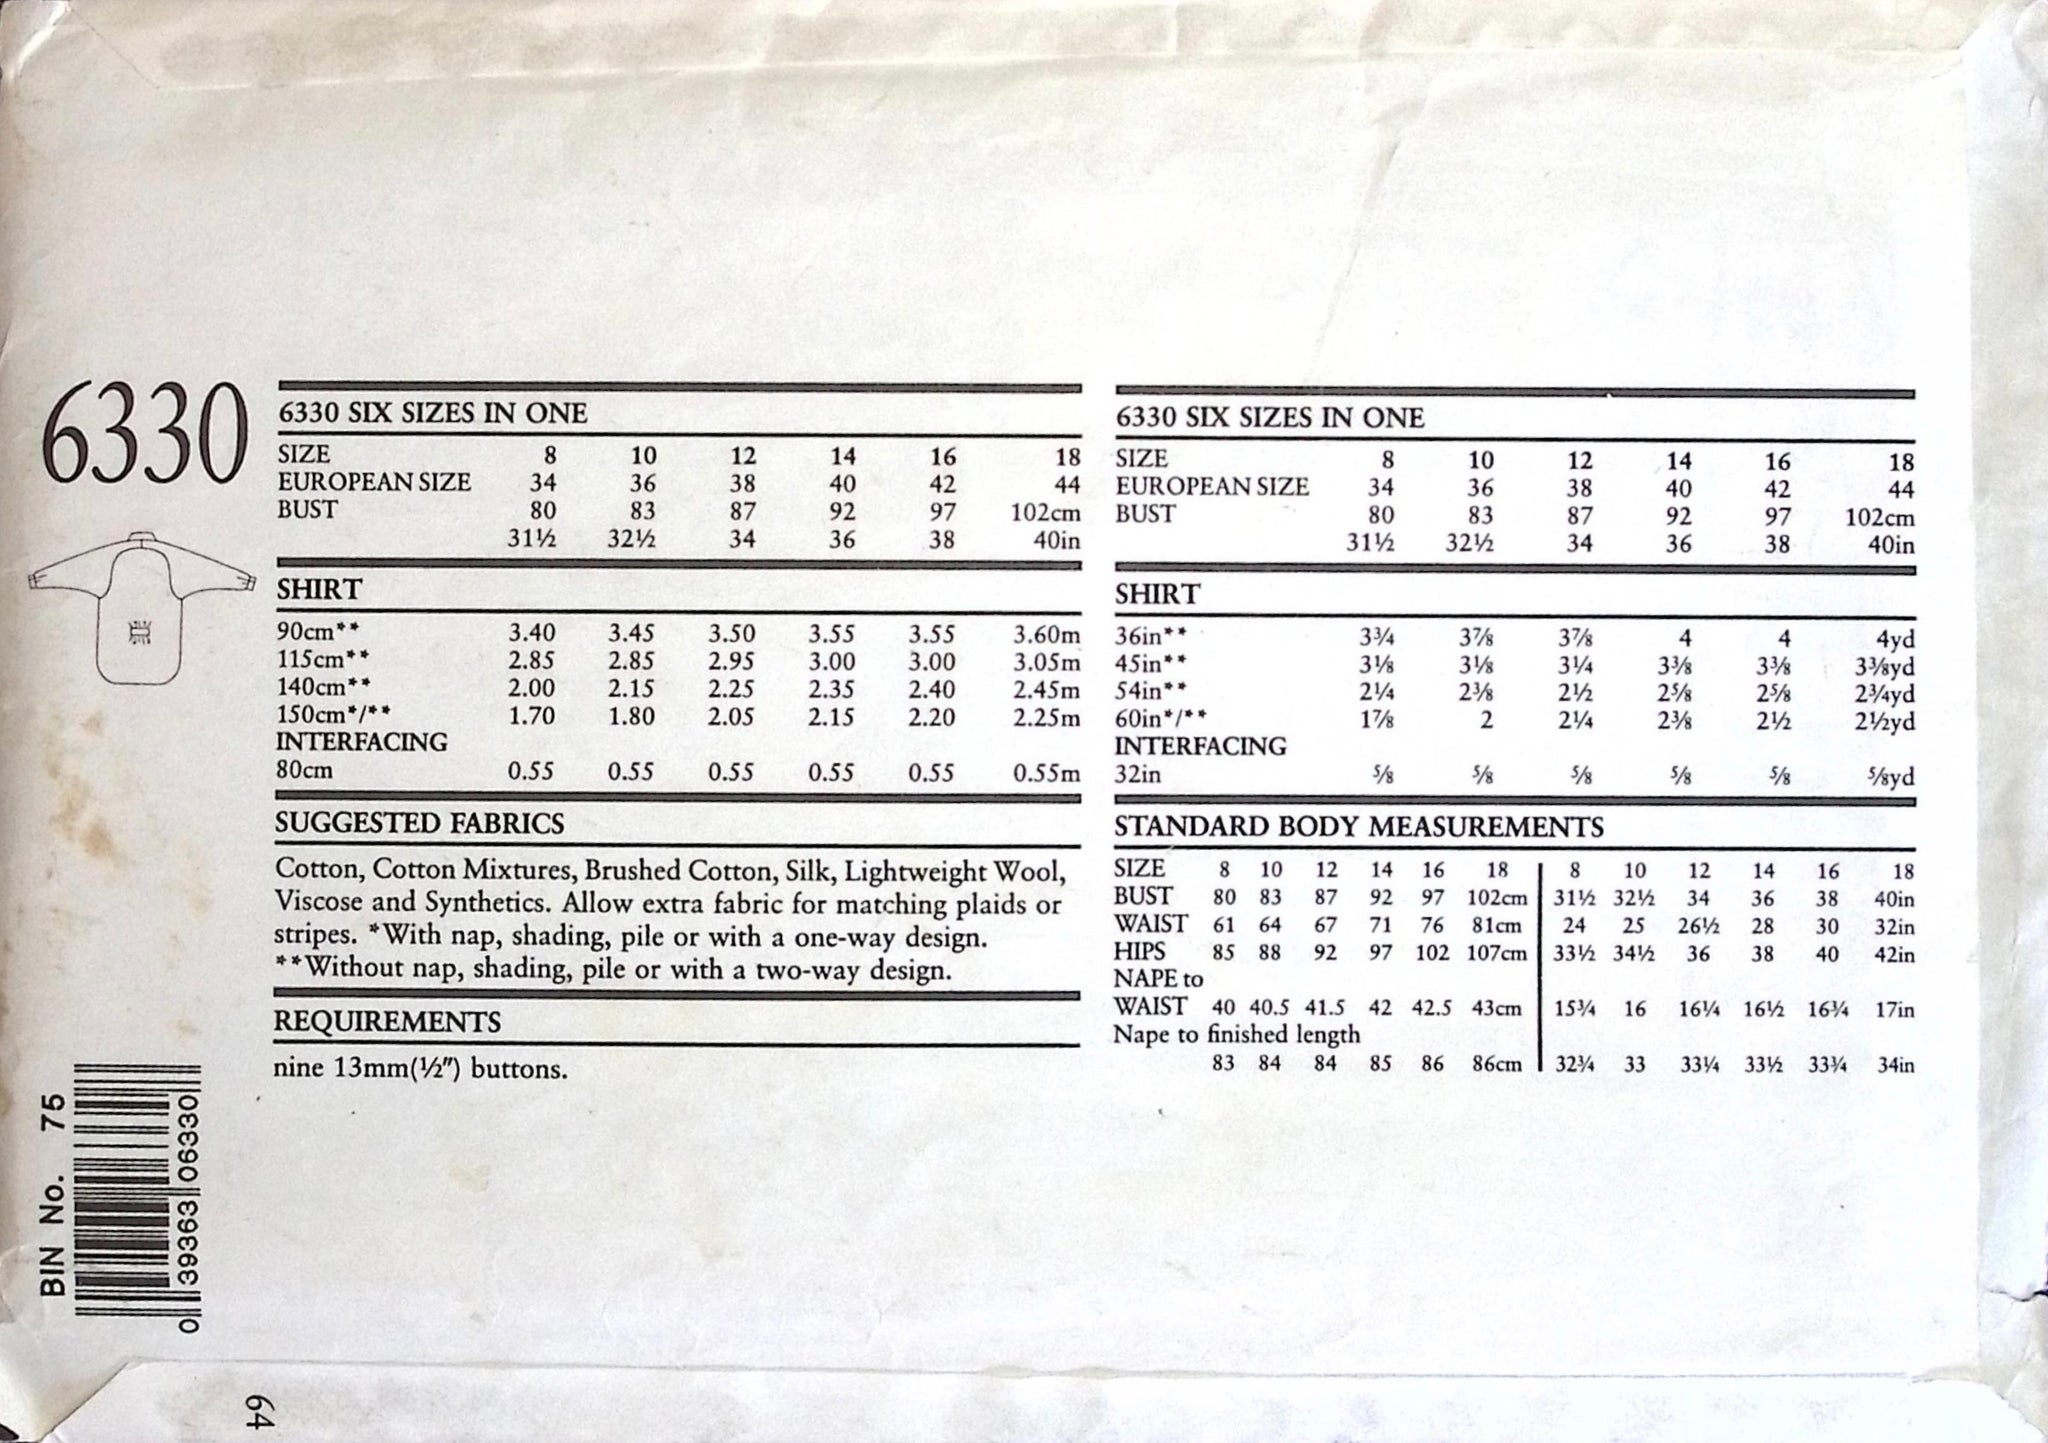 6330
6330 SIX SIZES IN ONE
SIZE 8 10 12 14 16 18
EUROPEAN SIZE 34 36 38 40 42 44
BUST 80 83 87 92 97 102cm
31½ 32½ 34 36 38 40in
SHIRT
90cm** 3.40 3.45 3.50 3.55 3.55 3.60m
115cm** 2.85 2.85 2.95 3.00 3.00 3.05m
140cm** 2.00 2.15 2.25 2.35 2.40 2.45m
150cm*/** 1.70 1.80 2.05 2.15 2.20 2.25m
INTERFACING
80cm 0.55 0.55 0.55 0.55 0.55 0.55m
SUGGESTED FABRICS
Cotton, Cotton Mixtures, Brushed Cotton, Silk, Lightweight Wool,
Viscose and Synthetics. Allow extra fabric for matching plaids or
stripes. *With nap, shading, pile or with a one-way design.
**Without nap, shading, pile or with a two-way design.
REQUIREMENTS
nine 13mm(½") buttons.
6330 SIX SIZES IN ONE
SIZE 8 10 12 14 16 18
EUROPEAN SIZE 34 36 38 40 42 44
BUST 80 83 87 92 97 102cm
31½ 32½ 34 36 38 40in
SHIRT
36in** 3¾ 3⅞ 3⅞ 4 4 4yd
45in** 3⅛ 3⅛ 3¼ 3⅜ 3⅜ 3⅜yd
54in** 2¼ 2⅜ 2½ 2⅝ 2⅝ 2¾yd
60in*/** 1⅞ 2 2¼ 2⅜ 2½ 2½yd
INTERFACING
32in ⅝ ⅝ ⅝ ⅝ ⅝ ⅝yd
STANDARD BODY MEASUREMENTS
SIZE 8 10 12 14 16 18 8 10 12 14 16 18
BUST 80 83 87 92 97 102cm 31½ 32½ 34 36 38 40in
WAIST 61 64 67 71 76 81cm 24 25 26½ 28 30 32in
HIPS 85 88 92 97 102 107cm 33½ 34½ 36 38 40 42in
NAPE to
WAIST 40 40.5 41.5 42 42.5 43cm 15¾ 16 16¼ 16½ 16¾ 17in
Nape to finished length
83 84 84 85 86 86cm 32¾ 33 33¼ 33½ 33¾ 34in
BIN No. 75
0 39363 06330
64